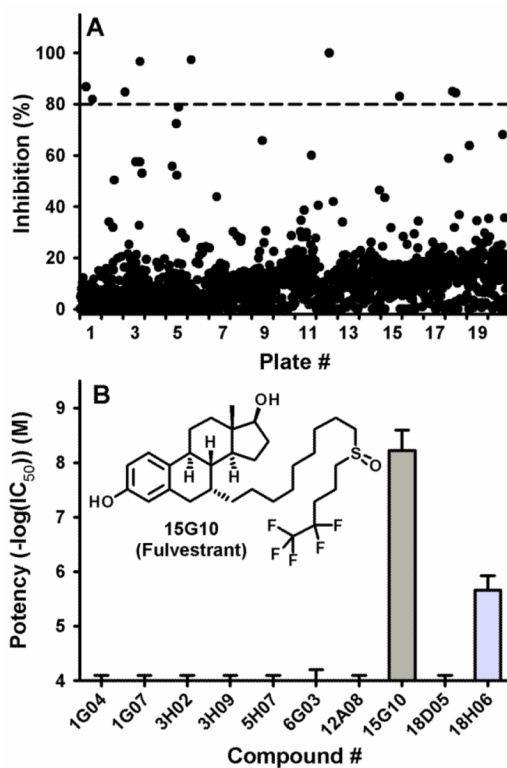 A
Inhibition (%)
100
80
60
40
20
0
1 3 5 7 9 11 13 15 17 19
Plate #
B
Potency (-log(IC50)) (M)
9
8
7
6
5
4
OH
H
H
H
HO
S
O
15G10
(Fulvestrant)
F F
F F
F F
F
1G04 1G07 3H02 3H09 5H07 6G03 12A08 15G10 18D05 18H06
Compound #